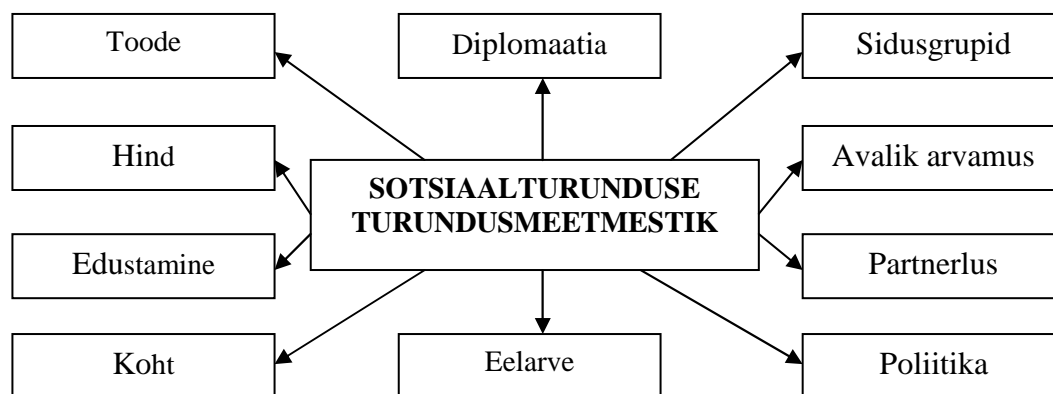 Toode
Diplomaatia
Sidusgrupid
Hind
Avalik arvamus
SOTSIAALTURUNDUSE
TURUNDUSMEETMESTIK
Edustamine
Partnerlus
Koht
Eelarve
Poliitika